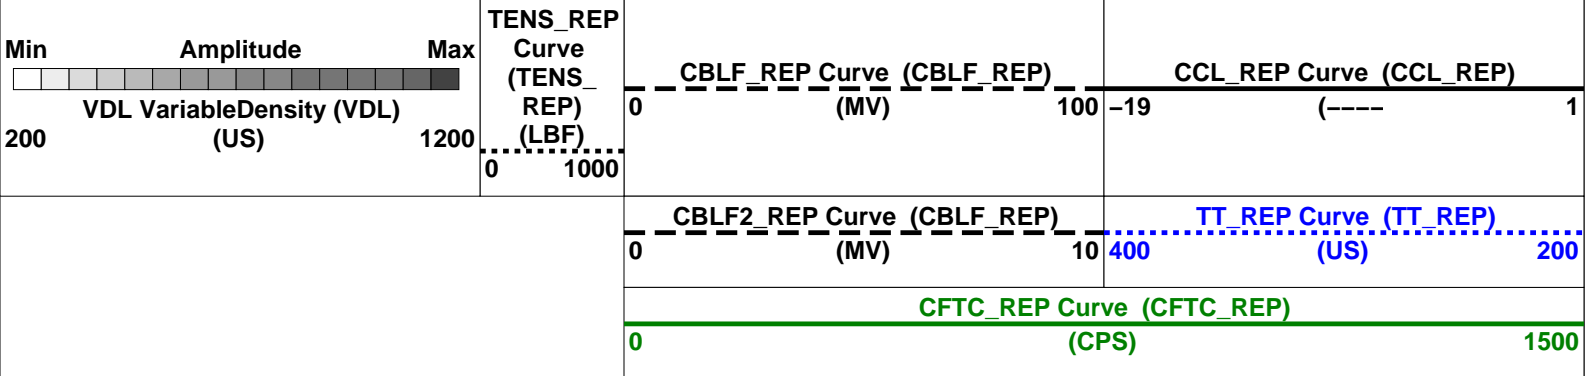 Min Amplitude Max
VDL VariableDensity (VDL)
200 (US) 1200
TENS_REP
Curve
(TENS_
REP)
(LBF)
0 1000
CBLF_REP Curve (CBLF_REP)
0 (MV) 100
CCL_REP Curve (CCL_REP)
−19 (−−−− 1
CBLF2_REP Curve (CBLF_REP)
0 (MV) 10
TT_REP Curve (TT_REP)
400 (US) 200
CFTC_REP Curve (CFTC_REP)
0 (CPS) 1500